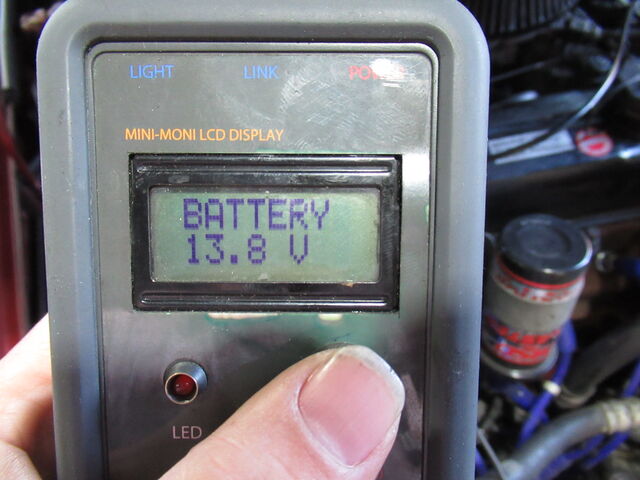 LIGHT LINK
MINI-MONI LCD DISPLAY
BATTERY
13.8 V
LED